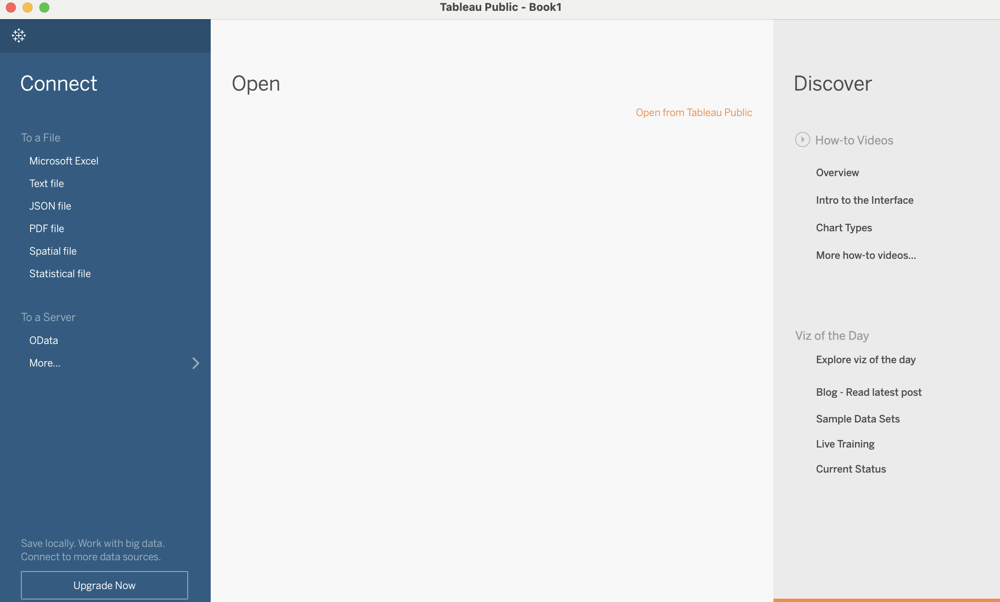 Tableau Public - Book1
Connect
To a File
Microsoft Excel
Text file
JSON file
PDF file
Spatial file
Statistical file
To a Server
OData
More...
Save locally. Work with big data.
Connect to more data sources.
Upgrade Now
Open
Open from Tableau Public
Discover
How-to Videos
Overview
Intro to the Interface
Chart Types
More how-to videos...
Viz of the Day
Explore viz of the day
Blog - Read latest post
Sample Data Sets
Live Training
Current Status